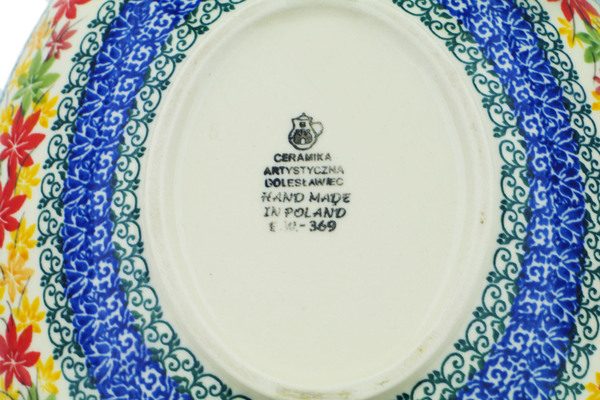 CERAMIKA
ARTYSTYCZNA
BOLESŁAWIEC
HAND MADE
IN POLAND
E.W.-369